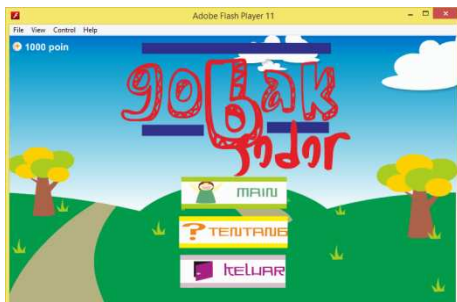 Adobe Flash Player 11
File View Control Help
1000 poin
gobak
sodor
MAIN
TENTANG
KELUAR